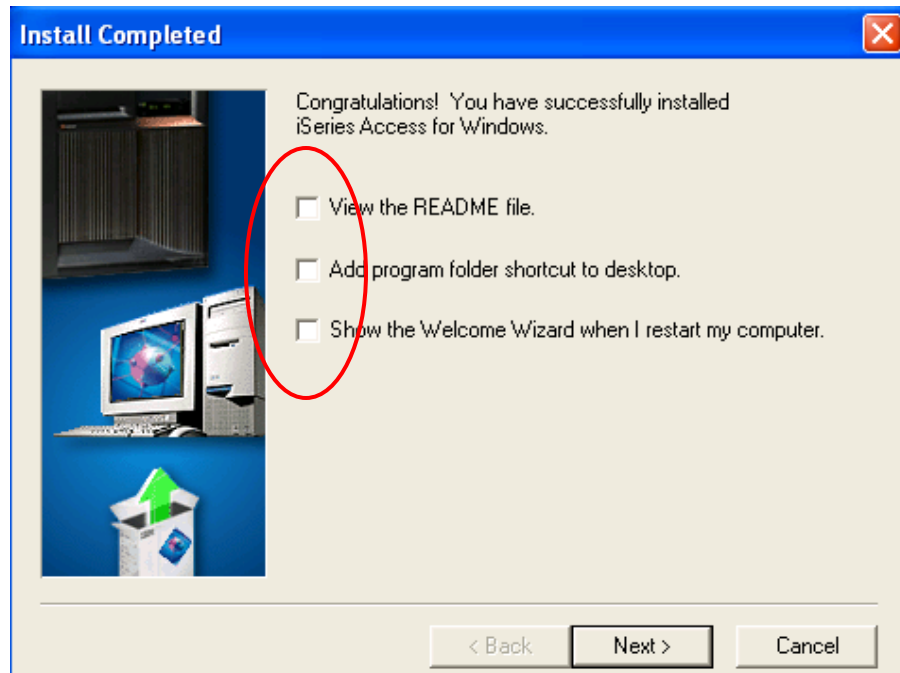 Install Completed
Congratulations!  You have successfully installed
iSeries Access for Windows.
View the README file.
Add program folder shortcut to desktop.
Show the Welcome Wizard when I restart my computer.
< Back
Next >
Cancel